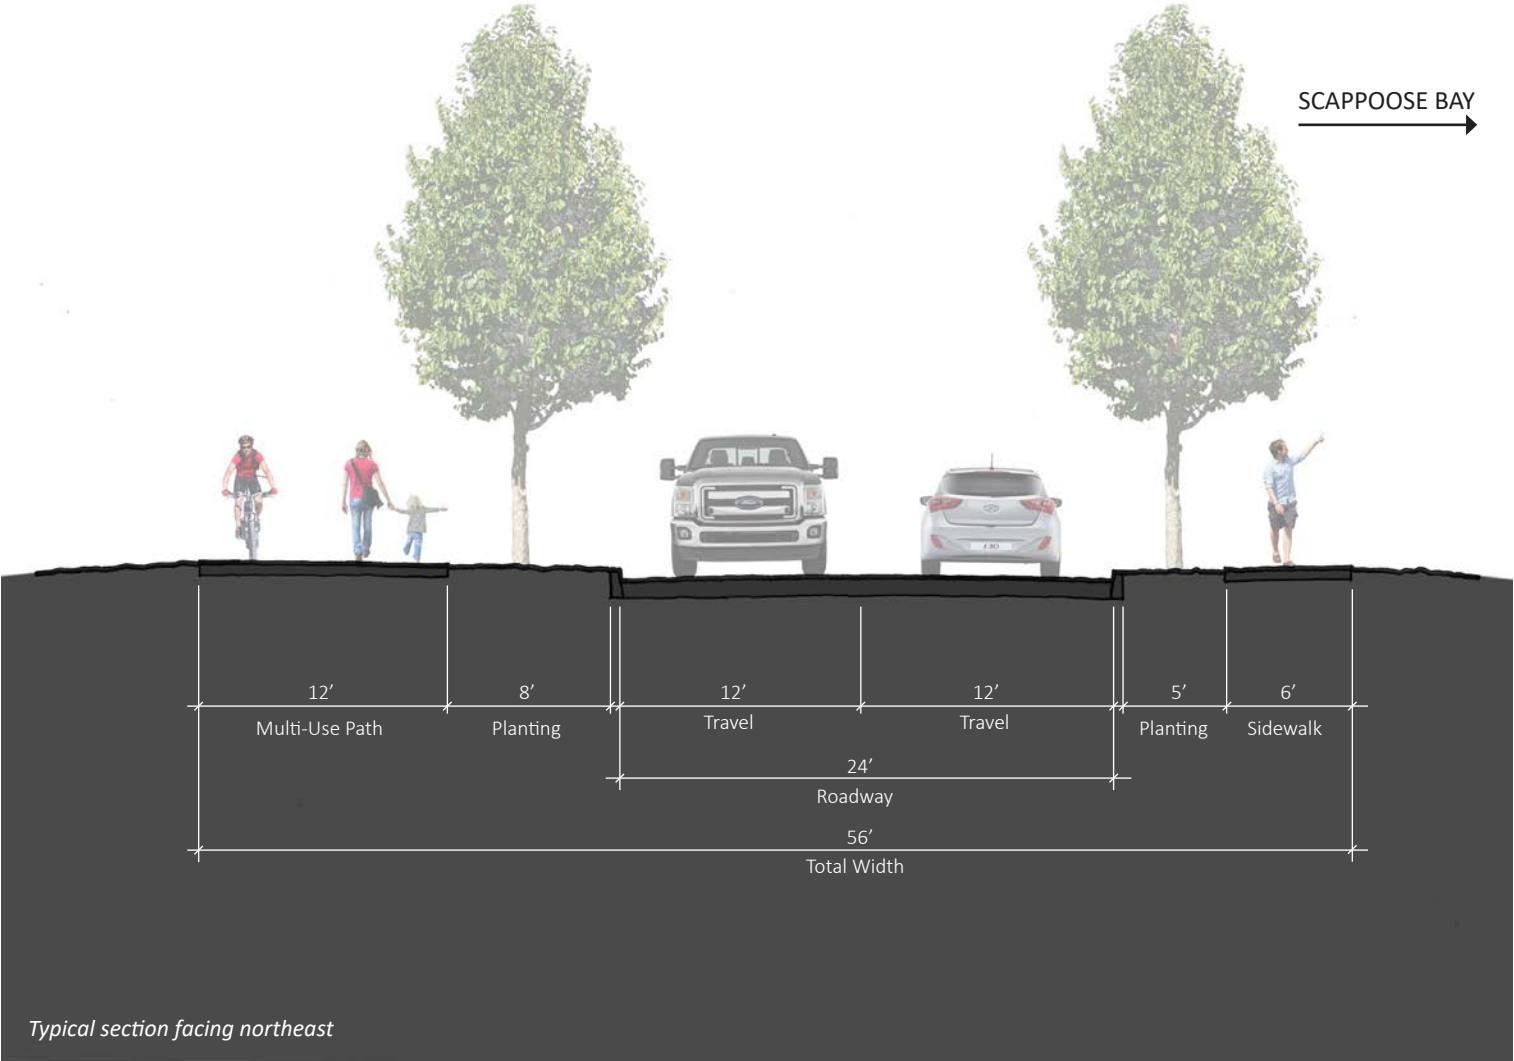 SCAPPOOSE BAY
12’ 8’ 12’ 12’ 5’ 6’
Multi-Use Path Planting Travel Travel Planting Sidewalk
24’
Roadway
56’
Total Width
Typical section facing northeast